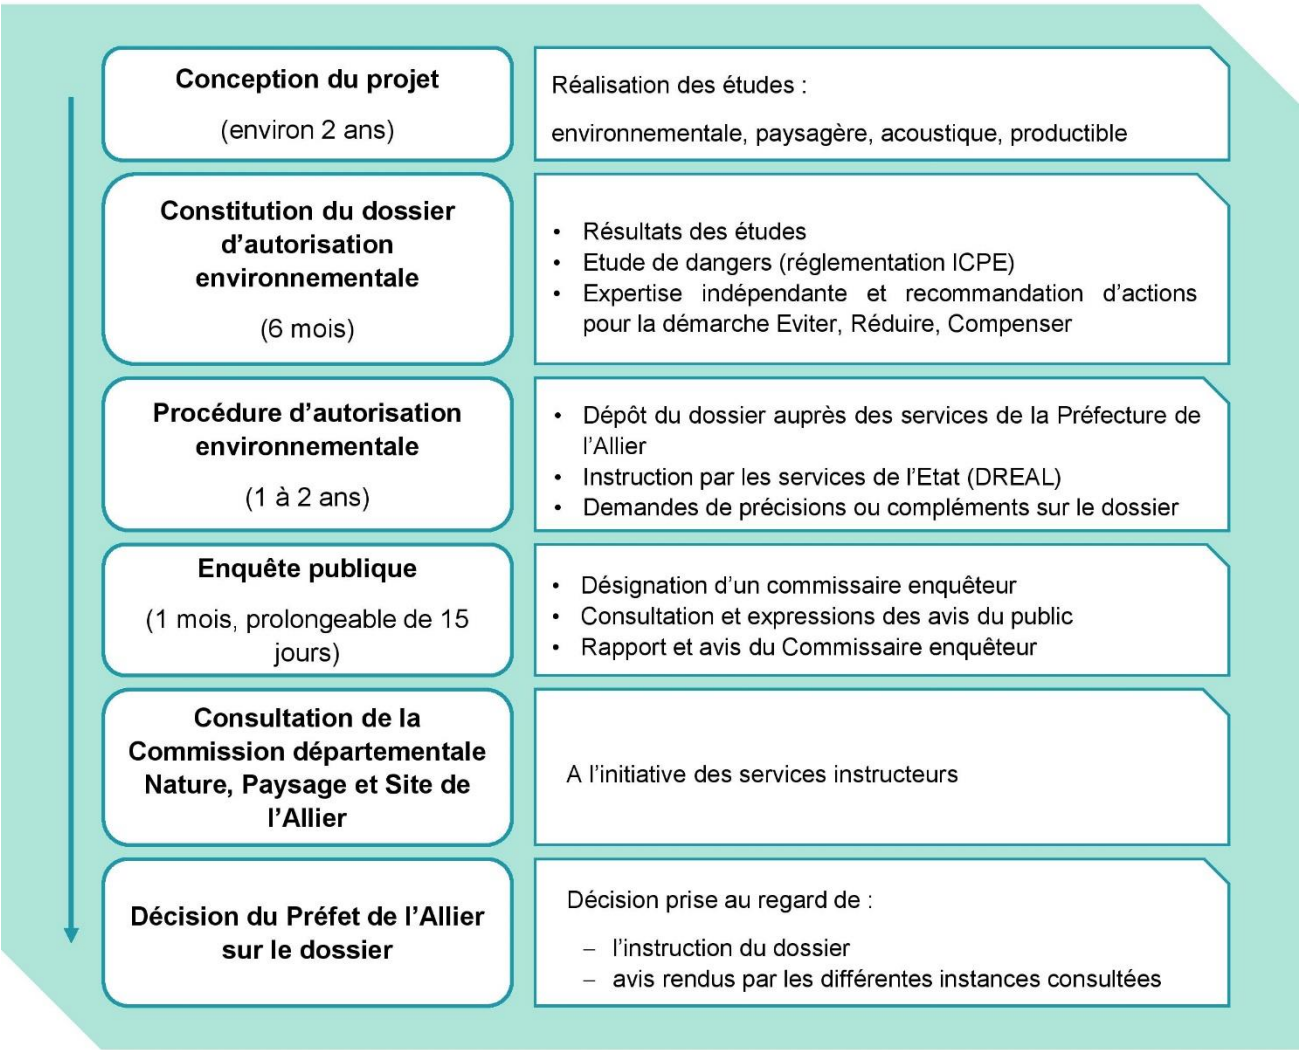 Conception du projet
(environ 2 ans)
Réalisation des études :
environnementale, paysagère, acoustique, productible
Constitution du dossier
d'autorisation
environnementale
(6 mois)
• Résultats des études
• Etude de dangers (réglementation ICPE)
• Expertise indépendante et recommandation d'actions
pour la démarche Eviter, Réduire, Compenser
Procédure d'autorisation
environnementale
(1 à 2 ans)
• Dépôt du dossier auprès des services de la Préfecture de
l'Allier
• Instruction par les services de l'Etat (DREAL)
• Demandes de précisions ou compléments sur le dossier
Enquête publique
(1 mois, prolongeable de 15
jours)
• Désignation d'un commissaire enquêteur
• Consultation et expressions des avis du public
• Rapport et avis du Commissaire enquêteur
Consultation de la
Commission départementale
Nature, Paysage et Site de
l'Allier
A l'initiative des services instructeurs
Décision du Préfet de l'Allier
sur le dossier
Décision prise au regard de :
– l'instruction du dossier
– avis rendus par les différentes instances consultées